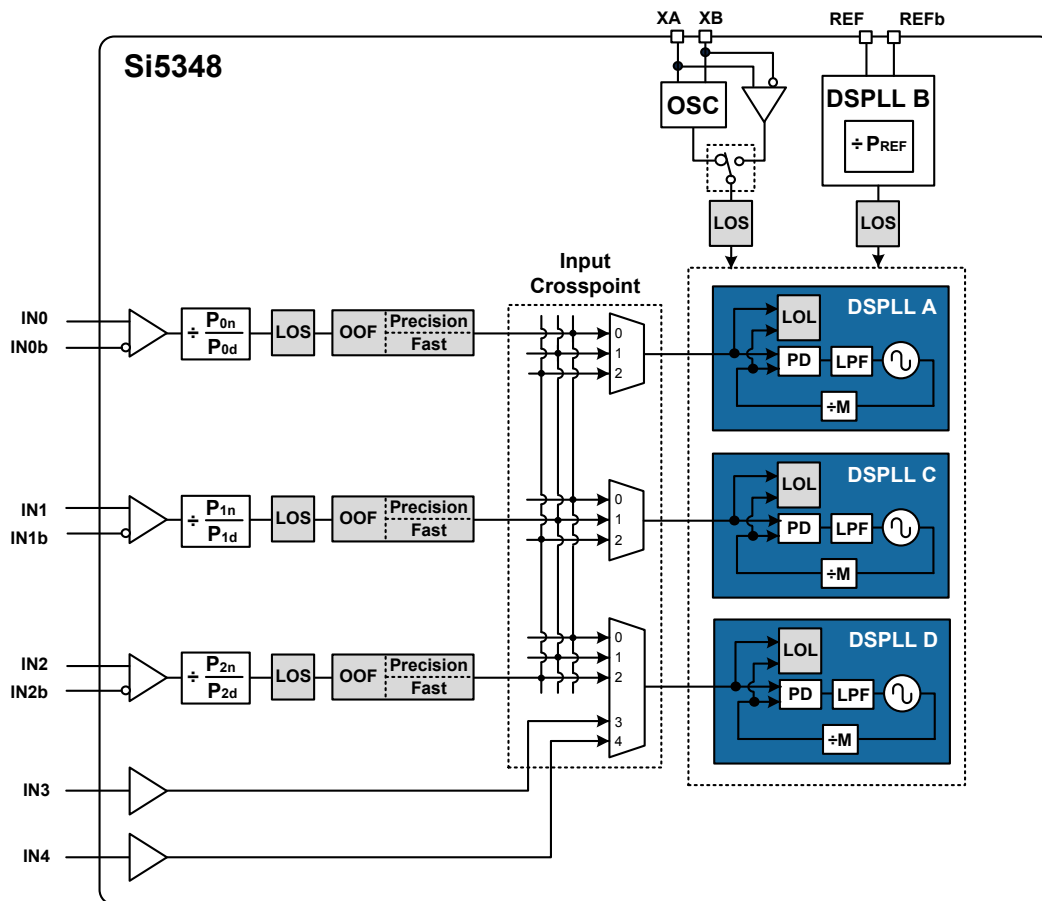 XA XB REF REFb
Si5348
OSC
DSPLL B
÷ PREF
LOS LOS
Input
Crosspoint
IN0
IN0b
÷ P0n
P0d
LOS
OOF
Precision
Fast
0
1
2
DSPLL A
LOL
PD
LPF
÷M
IN1
IN1b
÷ P1n
P1d
LOS
OOF
Precision
Fast
0
1
2
DSPLL C
LOL
PD
LPF
÷M
IN2
IN2b
÷ P2n
P2d
LOS
OOF
Precision
Fast
0
1
2
3
4
DSPLL D
LOL
PD
LPF
÷M
IN3
IN4